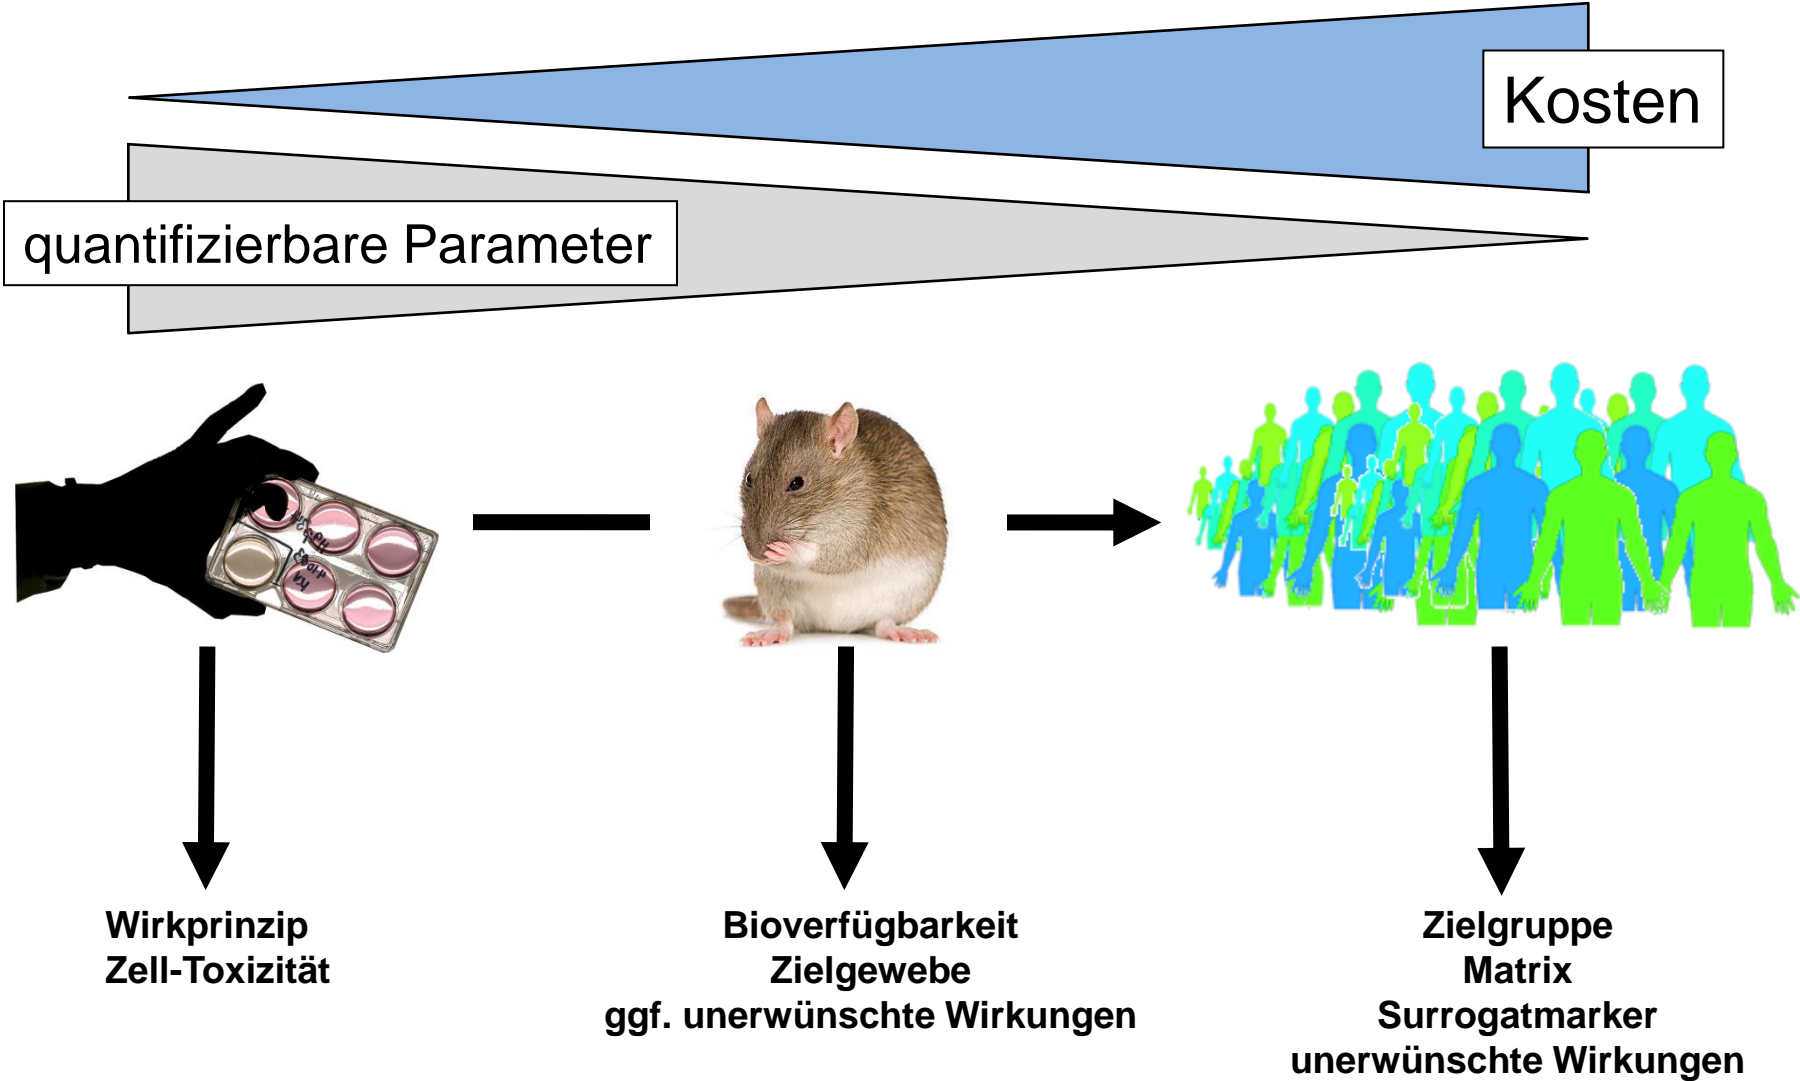 Kosten
quantifizierbare Parameter
Wirkprinzip
Zell-Toxizität
Bioverfügbarkeit
Zielgewebe
ggf. unerwünschte Wirkungen
Zielgruppe
Matrix
Surrogatmarker
unerwünschte Wirkungen